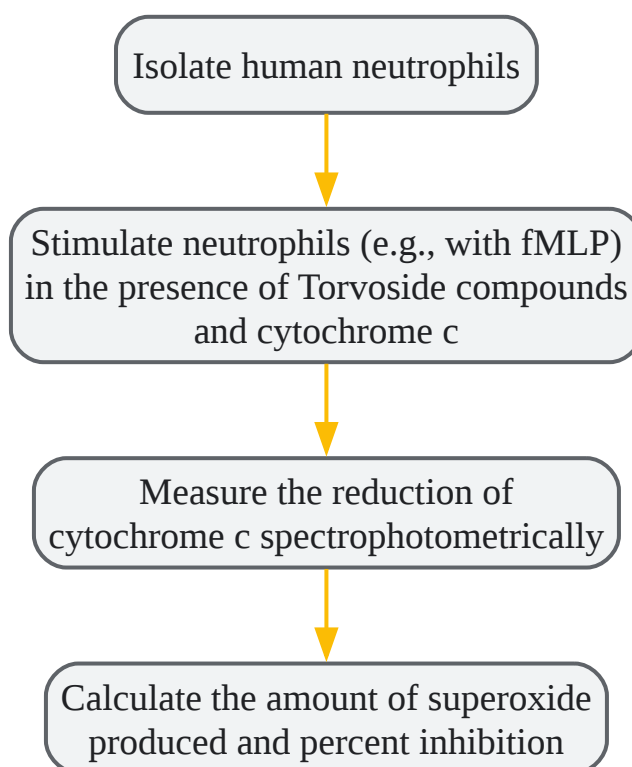 Isolate human neutrophils
Stimulate neutrophils (e.g., with fMLP)
in the presence of Torvoside compounds
and cytochrome c
Measure the reduction of
cytochrome c spectrophotometrically
Calculate the amount of superoxide
produced and percent inhibition